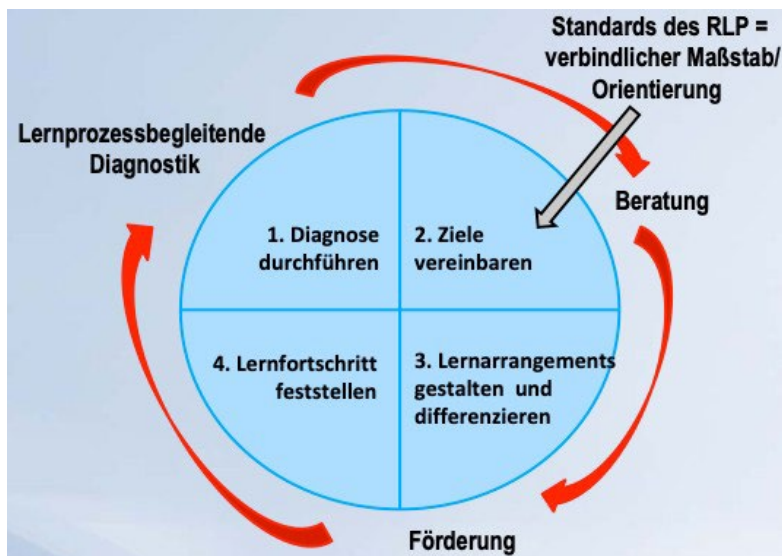 Standards des RLP =
verbindlicher Maßstab/
Orientierung
Lernprozessbegleitende
Diagnostik
Beratung
1. Diagnose
durchführen
2. Ziele
vereinbaren
4. Lernfortschritt
feststellen
3. Lernarrangements
gestalten und
differenzieren
Förderung